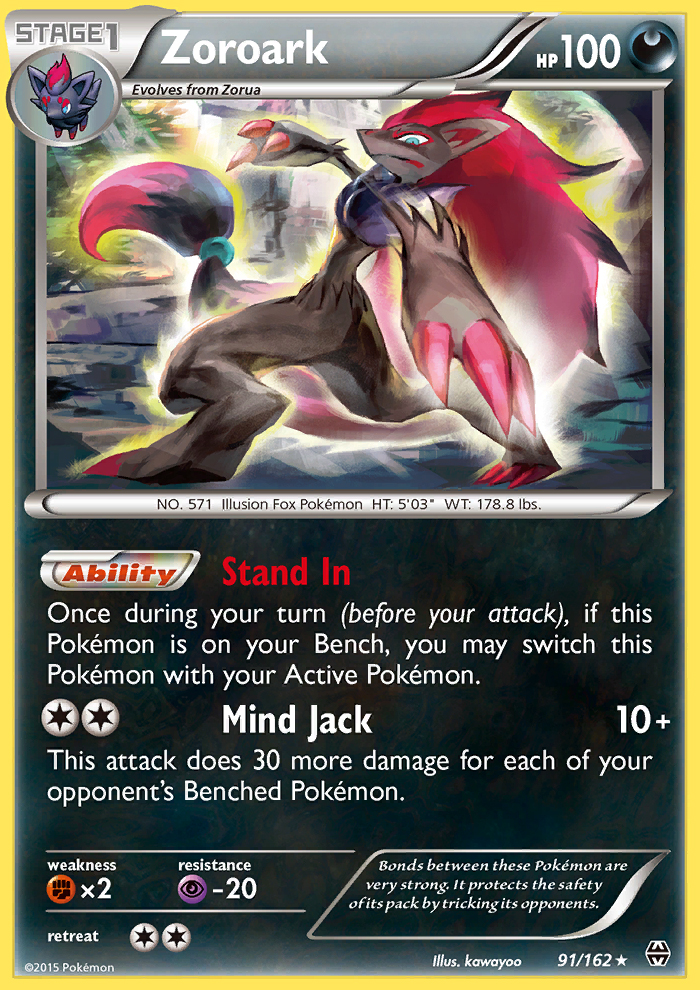 STAGE1
Zoroark
HP100
Evolves from Zorua
NO. 571 Illusion Fox Pokémon HT: 5'03" WT: 178.8 lbs.
Ability Stand In
Once during your turn (before your attack), if this
Pokémon is on your Bench, you may switch this
Pokémon with your Active Pokémon.
Mind Jack 10+
This attack does 30 more damage for each of your
opponent's Benched Pokémon.
weakness resistance
×2 -20
Bonds between these Pokémon are
very strong. It protects the safety
of its pack by tricking its opponents.
retreat
©2015 Pokémon
Illus. kawayoo 91/162 ★